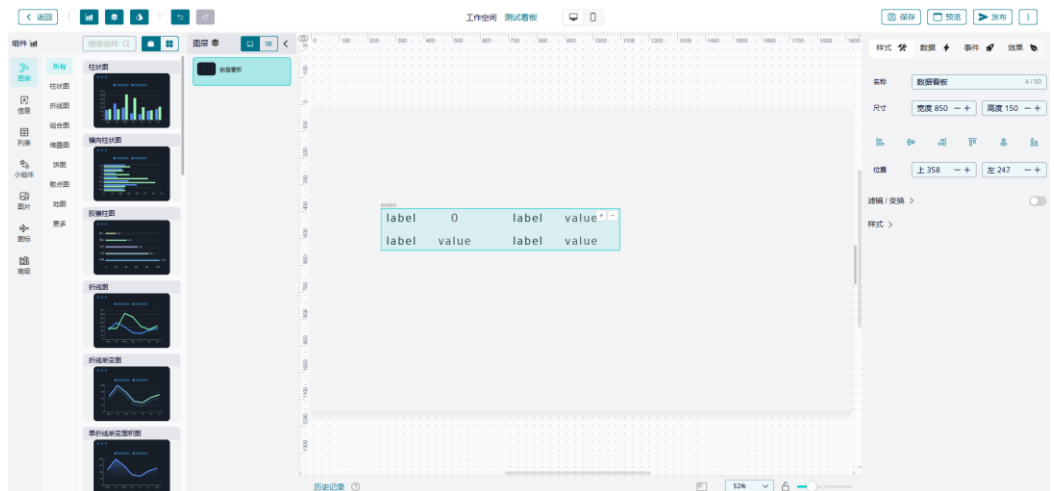 返回
工作空间 测试看板
保存
预览
发布
组件
搜索组件
图层
图表
信息
列表
小组件
图片
图标
高级
所有
柱状图
折线图
组合图
堆叠图
饼图
散点图
地图
更多
柱状图
横向柱状图
胶囊柱图
折线图
折线渐变图
单折线渐变面积图
数据看板
label 0 label value
label value label value
历史记录
52%
样式 数据 事件 效果
名称 数据看板 4 / 50
尺寸 宽度 850 高度 150
位置 上 358 左 247
滤镜 / 变换
样式